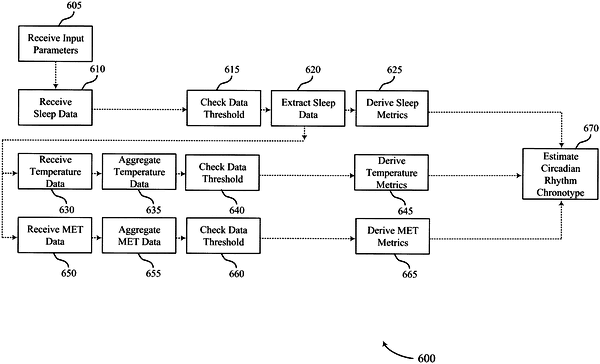 605
Receive Input
Parameters
610
615
620
625
Receive
Sleep Data
Check Data
Threshold
Extract Sleep
Data
Derive Sleep
Metrics
670
Estimate
Circadian
Rhythm
Chronotype
Receive
Temperature
Data
Aggregate
Temperature
Data
Check Data
Threshold
Derive
Temperature
Metrics
630
635
640
645
Receive MET
Data
Aggregate
MET Data
Check Data
Threshold
Derive MET
Metrics
650
655
660
665
600